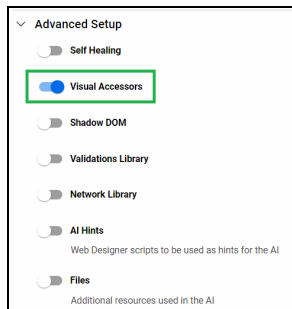 Advanced Setup
Self Healing
Visual Accessors
Shadow DOM
Validations Library
Network Library
AI Hints
Web Designer scripts to be used as hints for the AI
Files
Additional resources used in the AI